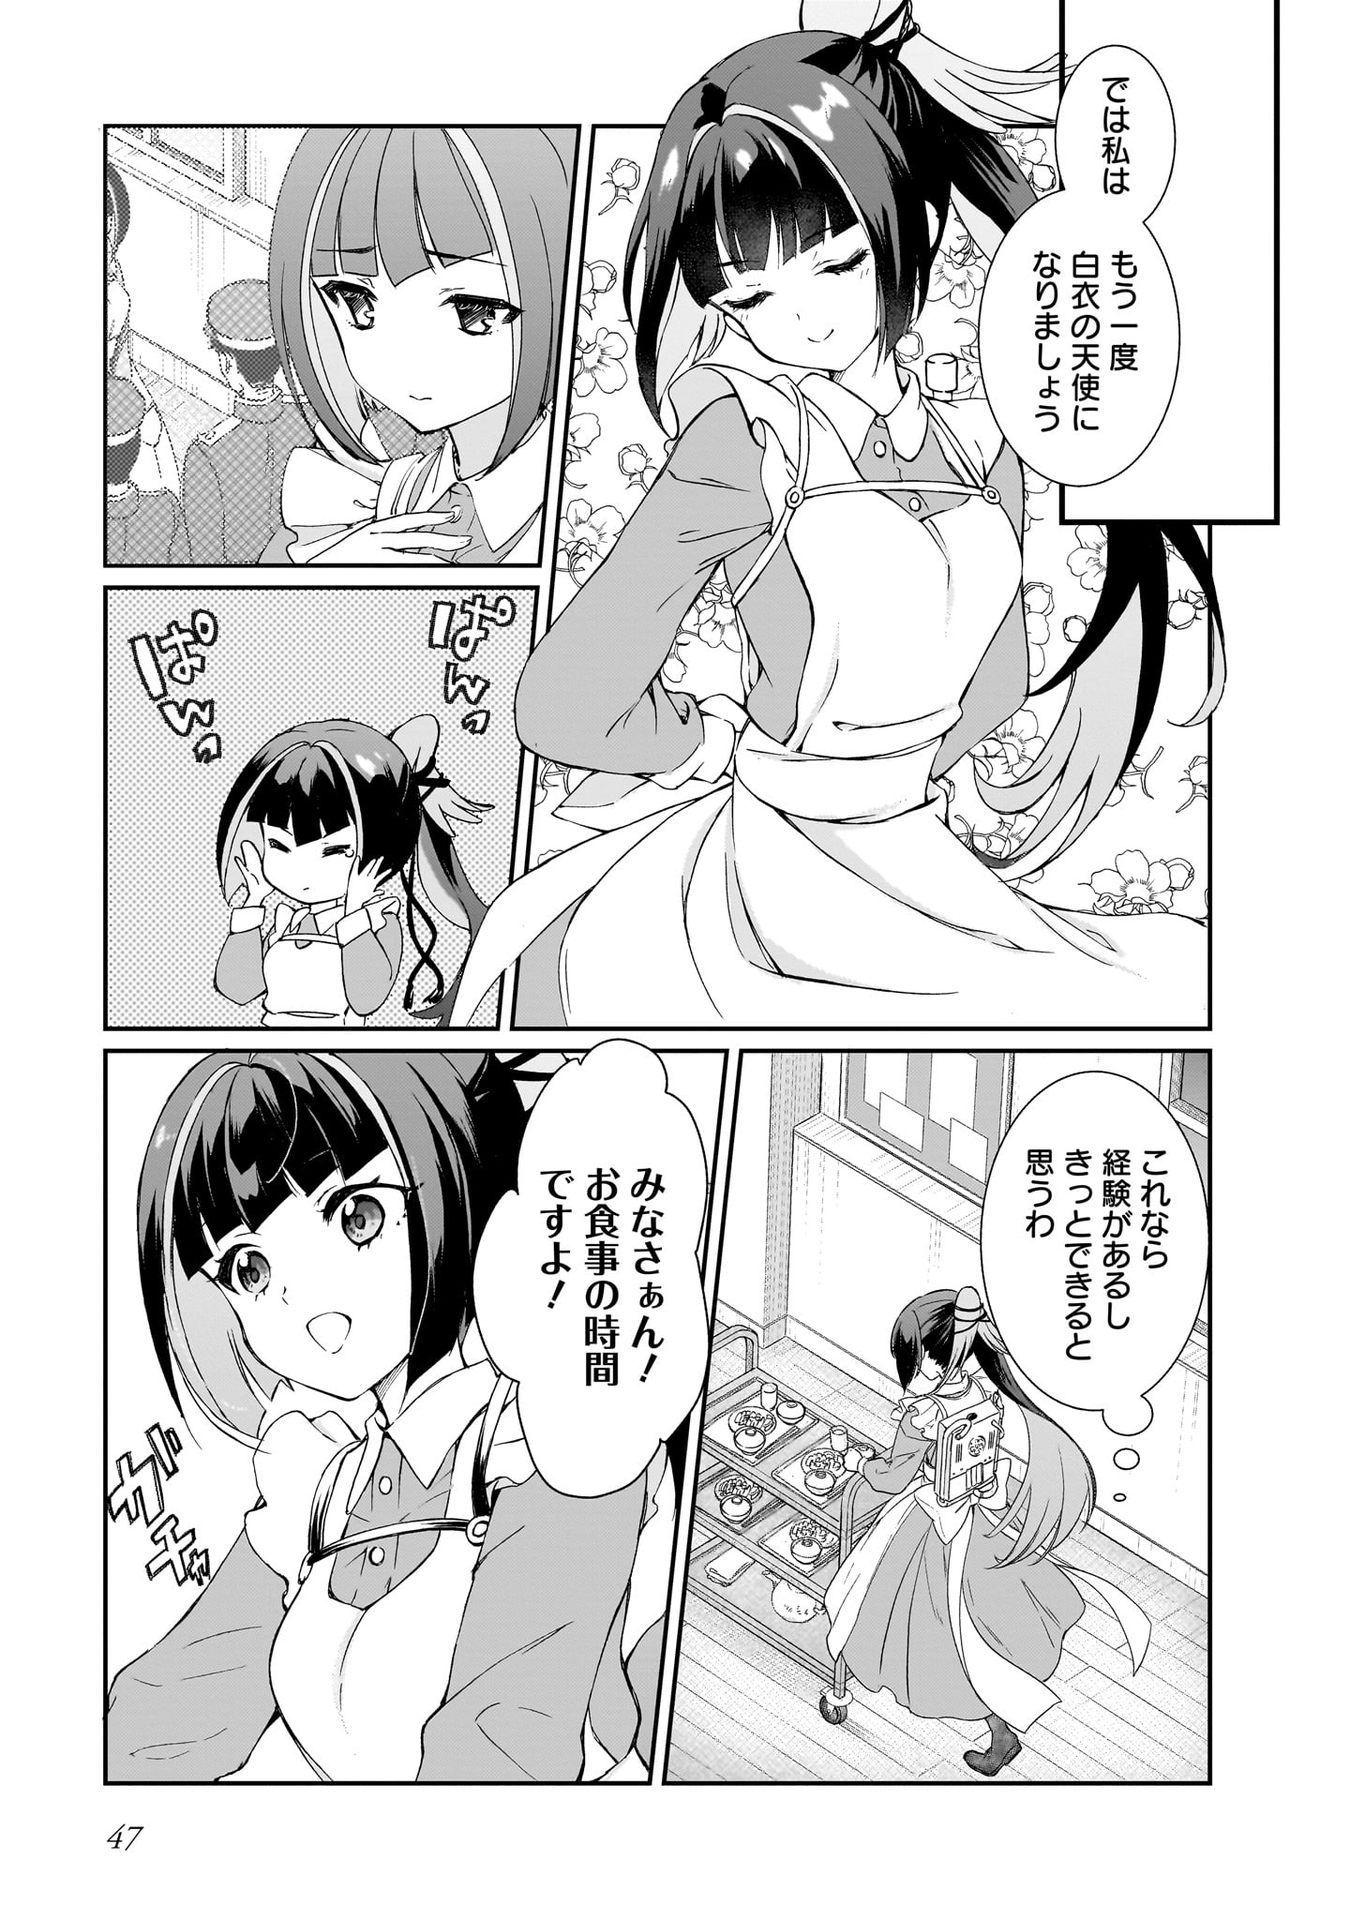 では私は
もう一度
白衣の天使に
なりましょう
ぱんっ
ぱんっ
これなら
経験があるし
きっとできると
思うわ
みなさぁん！
お食事の時間
ですよ！
ガチャ
47